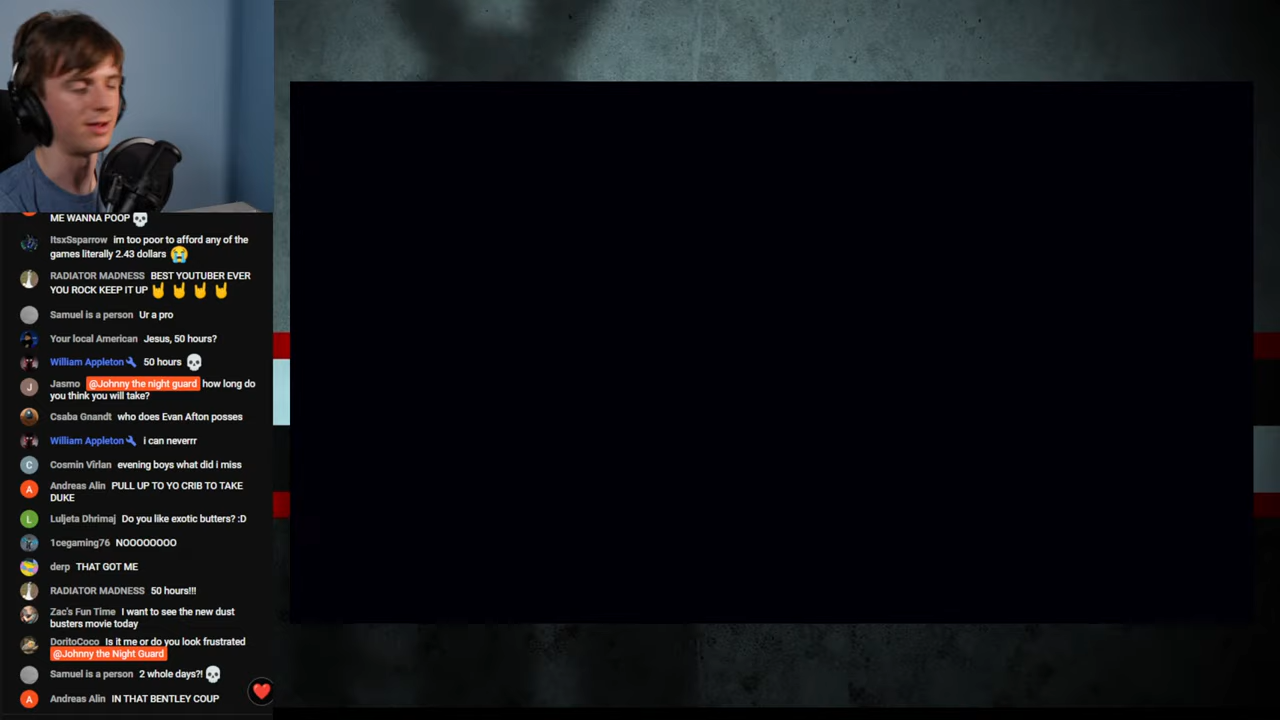 ME WANNA POOP
ItsxSsparrow im too poor to afford any of the
games literally 2.43 dollars
RADIATOR MADNESS BEST YOUTUBER EVER
YOU ROCK KEEP IT UP
Samuel is a person Ur a pro
Your local American Jesus, 50 hours?
William Appleton 50 hours
Jasmo @Johnny the night guard how long do
you think you will take?
Csaba Gnandt who does Evan Afton posses
William Appleton i can neverrr
C Cosmin Vîrlan evening boys what did i miss
Andreas Alin PULL UP TO YO CRIB TO TAKE
DUKE
L Luljeta Dhrimaj Do you like exotic butters? :D
1cegaming76 NOOOOOOO
derp THAT GOT ME
RADIATOR MADNESS 50 hours!!!
Zac's Fun Time I want to see the new dust
busters movie today
DoritoCoco Is it me or do you look frustrated
@Johnny the Night Guard
Samuel is a person 2 whole days?!
A Andreas Alin IN THAT BENTLEY COUP